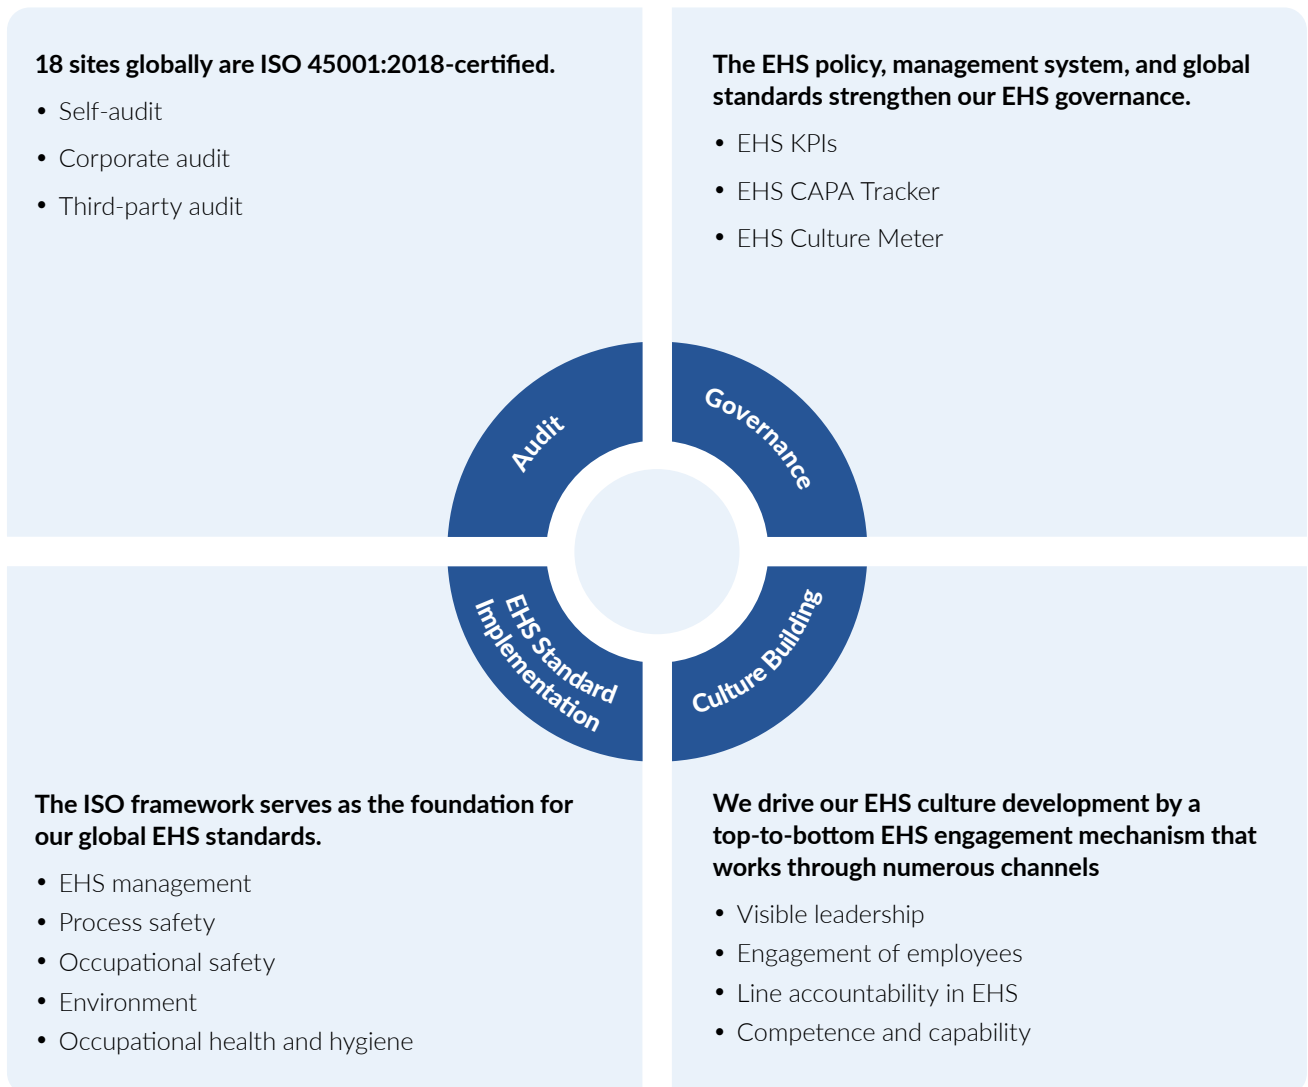 18 sites globally are ISO 45001:2018-certified.
• Self-audit
• Corporate audit
• Third-party audit
The EHS policy, management system, and global
standards strengthen our EHS governance.
• EHS KPIs
• EHS CAPA Tracker
• EHS Culture Meter
Audit
Governance
EHS Standard
Implementation
Culture Building
The ISO framework serves as the foundation for
our global EHS standards.
• EHS management
• Process safety
• Occupational safety
• Environment
• Occupational health and hygiene
We drive our EHS culture development by a
top-to-bottom EHS engagement mechanism that
works through numerous channels
• Visible leadership
• Engagement of employees
• Line accountability in EHS
• Competence and capability